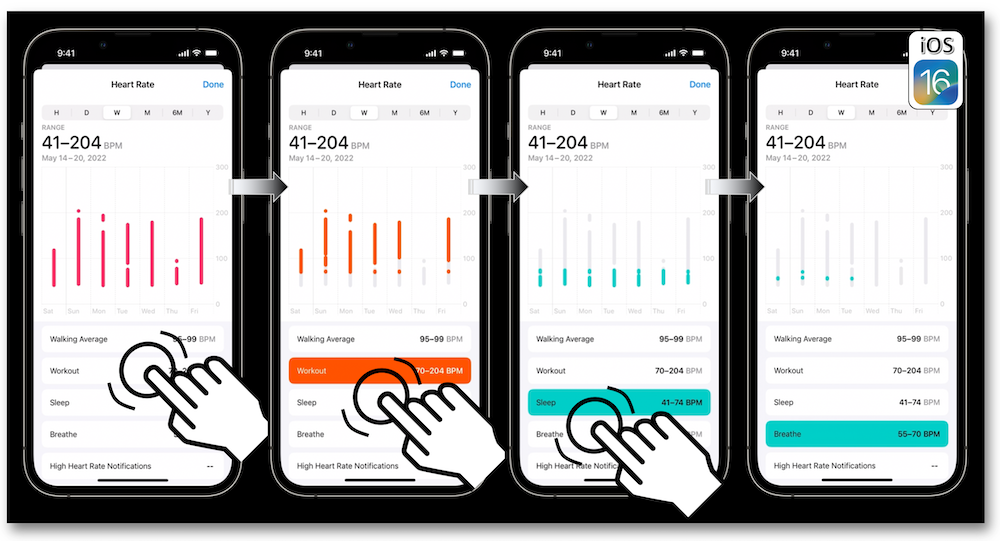 iOS
16
9:41
Heart Rate Done
H D W M 6M Y
RANGE
41–204 BPM
May 14–20, 2022
300
200
100
0
Sat Sun Mon Tue Wed Thu Fri
Walking Average 95–99 BPM
Workout
Sleep
Breathe
High Heart Rate Notifications --
9:41
Heart Rate Done
H D W M 6M Y
RANGE
41–204 BPM
May 14–20, 2022
300
200
100
0
Sat Sun Mon Tue Wed Thu Fri
Walking Average 95–99 BPM
Workout 70–204 BPM
Sleep
Breathe
High Heart Rate Notifications
9:41
Heart Rate Done
H D W M 6M Y
RANGE
41–204 BPM
May 14–20, 2022
300
200
100
0
Sat Sun Mon Tue Wed Thu Fri
Walking Average 95–99 BPM
Workout 70–204 BPM
Sleep 41–74 BPM
Breathe
High Heart Rate
9:41
Heart Rate
H D W M 6M Y
RANGE
41–204 BPM
May 14–20, 2022
300
200
100
0
Sat Sun Mon Tue Wed Thu Fri
Walking Average 95–99 BPM
Workout 70–204 BPM
Sleep 41–74 BPM
Breathe 55–70 BPM
High Heart Rate Notifications --